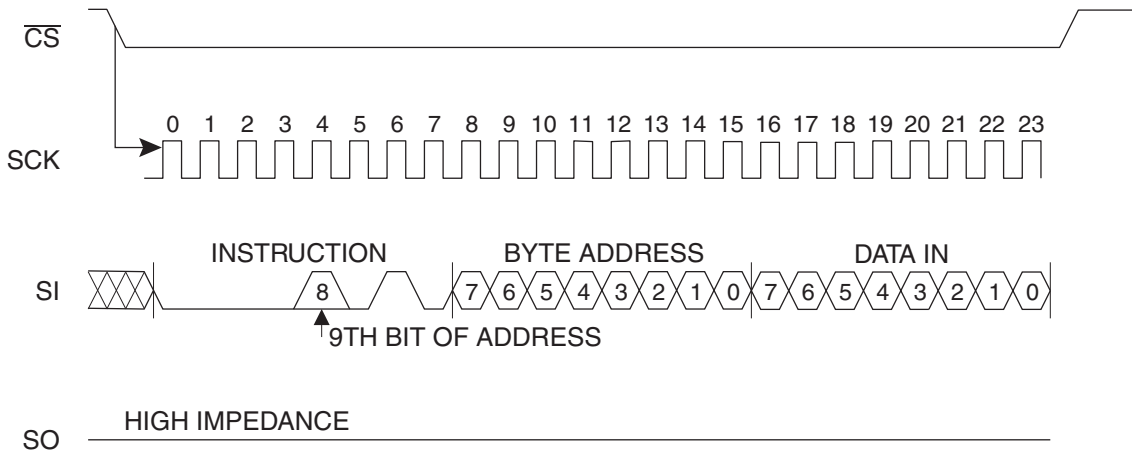 CS
0 1 2 3 4 5 6 7 8 9 10 11 12 13 14 15 16 17 18 19 20 21 22 23
SCK
INSTRUCTION BYTE ADDRESS DATA IN
SI 8 7 6 5 4 3 2 1 0 7 6 5 4 3 2 1 0
9TH BIT OF ADDRESS
HIGH IMPEDANCE
SO